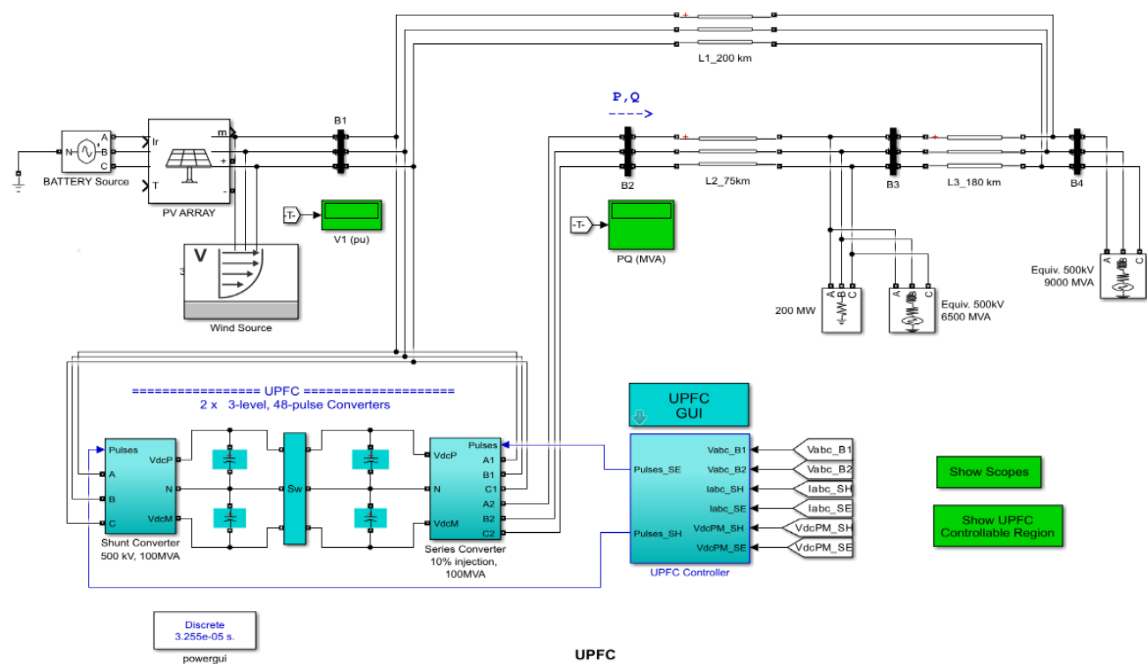 L1_200 km
P,Q
---->
B1
B2
L2_75km
B3
L3_180 km
B4
A
N
B
C
BATTERY Source
Ir
T
m
+
-
PV ARRAY
-T-
V1 (pu)
-T-
PQ (MVA)
V
Wind Source
A
B
C
200 MW
A
B
C
Equiv. 500kV
6500 MVA
A
B
C
Equiv. 500kV
9000 MVA
================= UPFC ====================
2 x 3-level, 48-pulse Converters
Pulses
A
B
C
VdcP
N
VdcM
Shunt Converter
500 kV, 100MVA
Sw
VdcP
N
VdcM
Pulses
A1
B1
C1
A2
B2
C2
Series Converter
10% injection,
100MVA
UPFC
GUI
Pulses_SE
Pulses_SH
Vabc_B1
Vabc_B2
Iabc_SH
Iabc_SE
VdcPM_SH
VdcPM_SE
UPFC Controller
Vabc_B1
Vabc_B2
Iabc_SH
Iabc_SE
VdcPM_SH
VdcPM_SE
Show Scopes
Show UPFC
Controllable Region
Discrete
3.255e-05 s.
powergui
UPFC